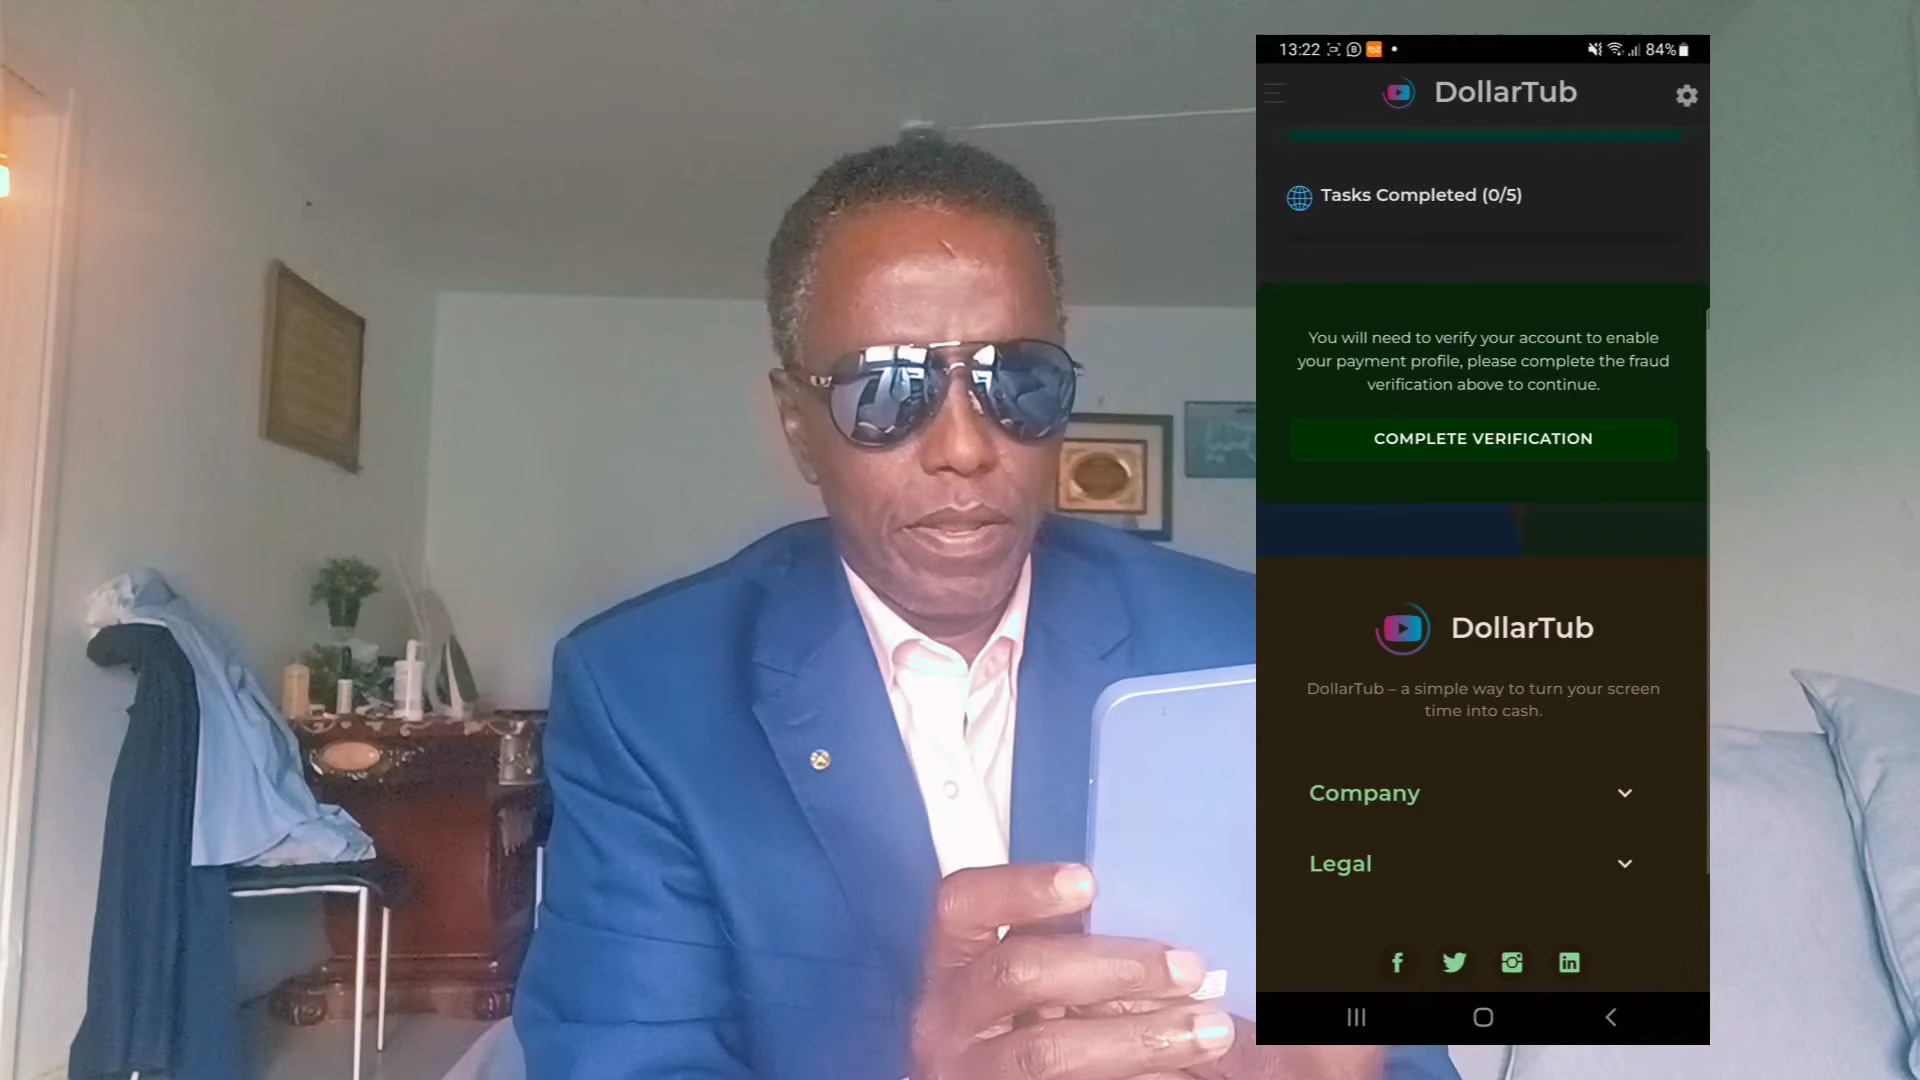 13:22
84%
DollarTub
Tasks Completed (0/5)
You will need to verify your account to enable
your payment profile, please complete the fraud
verification above to continue.
COMPLETE VERIFICATION
DollarTub
DollarTub – a simple way to turn your screen
time into cash.
Company
Legal